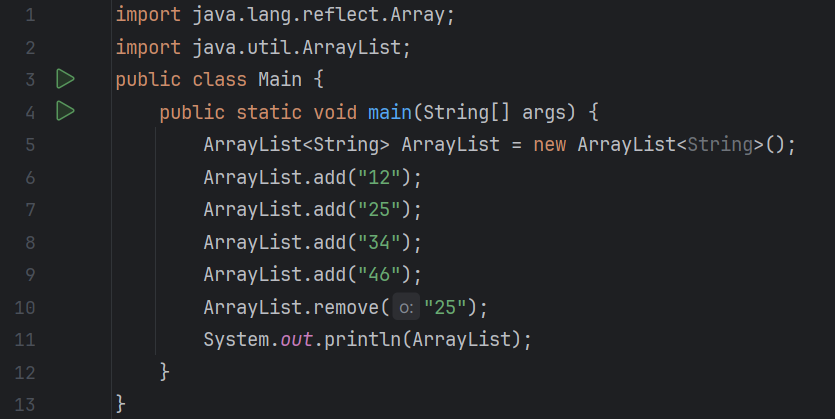 1 import java.lang.reflect.Array;
2 import java.util.ArrayList;
3 public class Main {
4     public static void main(String[] args) {
5         ArrayList<String> ArrayList = new ArrayList<String>();
6         ArrayList.add("12");
7         ArrayList.add("25");
8         ArrayList.add("34");
9         ArrayList.add("46");
10         ArrayList.remove( o: "25");
11         System.out.println(ArrayList);
12     }
13 }